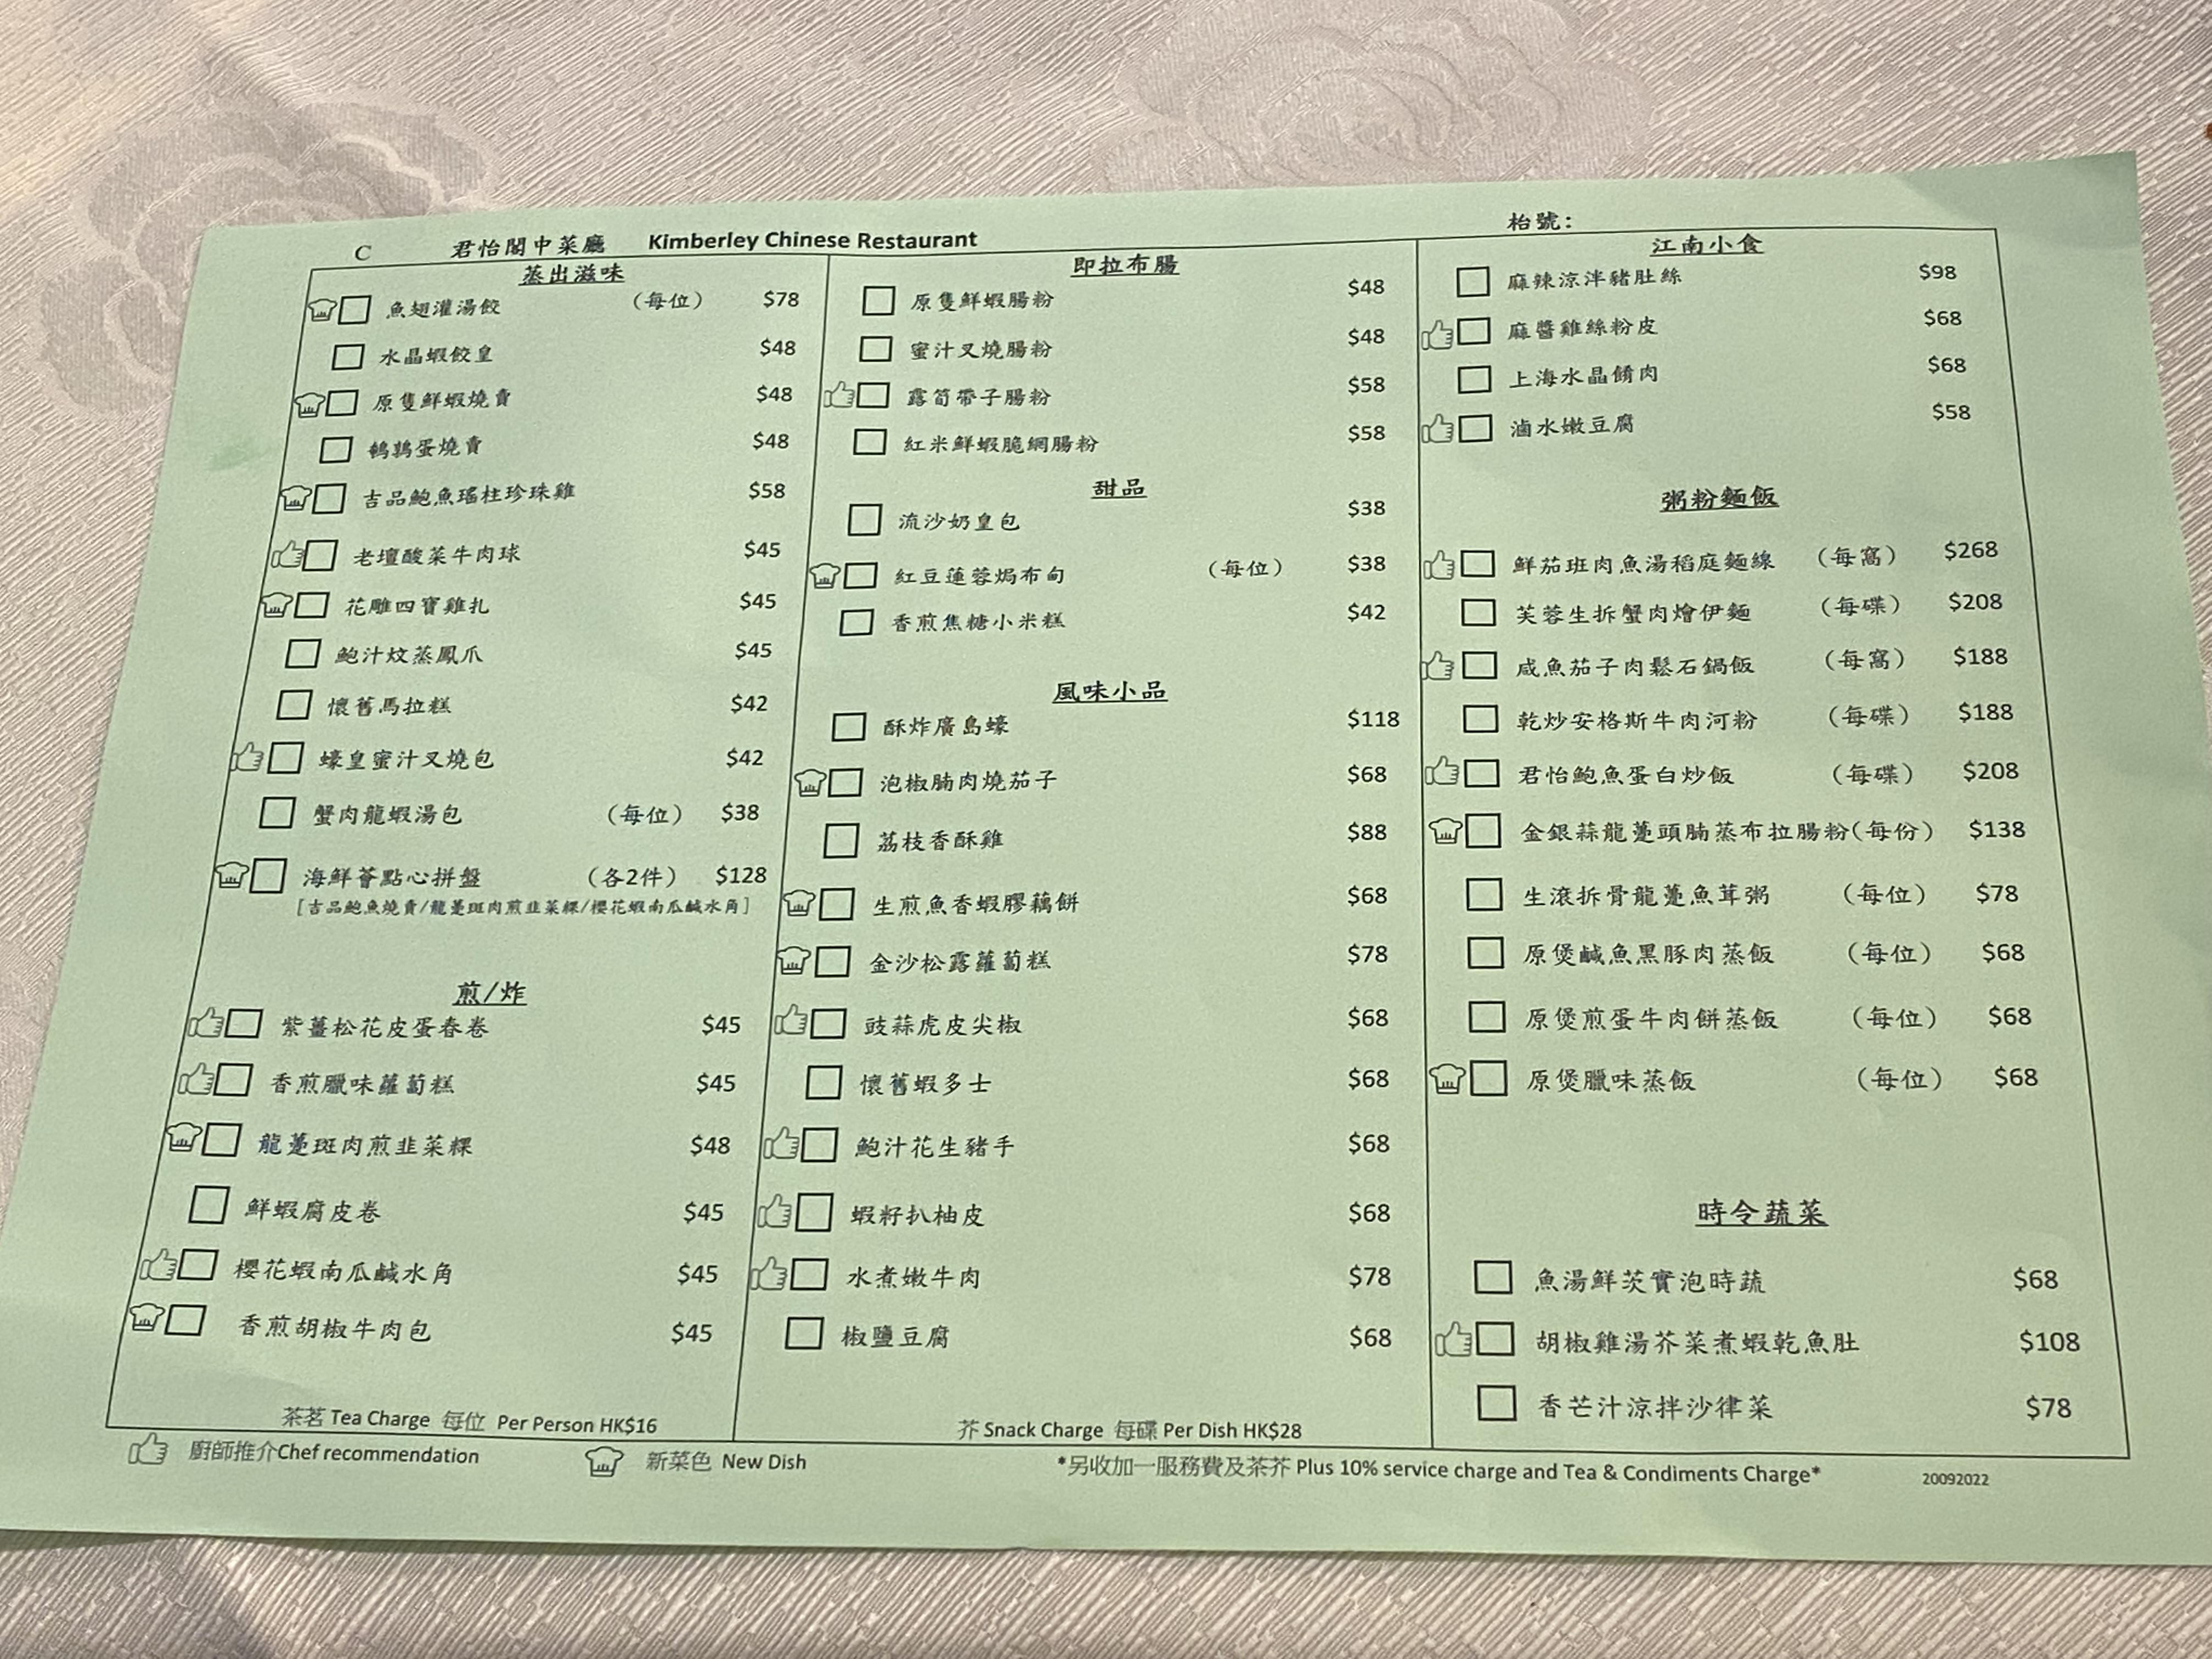 C 君怡閣中菜廳 Kimberley Chinese Restaurant
枱號:
蒸出滋味
魚翅灌湯餃 (每位) $78
水晶蝦餃皇 $48
原隻鮮蝦燒賣 $48
鵪鶉蛋燒賣 $48
吉品鮑魚瑤柱珍珠雞 $58
老壇酸菜牛肉球 $45
花雕四寶雞扎 $45
鮑汁炆蒸鳳爪 $45
懷舊馬拉糕 $42
蠔皇蜜汁叉燒包 $42
蟹肉龍蝦湯包 (每位) $38
海鮮薈點心拼盤 (各2件) $128
[吉品鮑魚燒賣/龍躉斑肉煎韭菜粿/櫻花蝦南瓜鹹水角]
煎/炸
紫薑松花皮蛋春卷 $45
香煎臘味蘿蔔糕 $45
龍躉斑肉煎韭菜粿 $48
鮮蝦腐皮卷 $45
櫻花蝦南瓜鹹水角 $45
香煎胡椒牛肉包 $45
茶茗 Tea Charge 每位 Per Person HK$16
即拉布腸
原隻鮮蝦腸粉 $48
蜜汁叉燒腸粉 $48
露筍帶子腸粉 $58
紅米鮮蝦脆網腸粉 $58
甜品
流沙奶皇包 $38
紅豆蓮蓉焗布甸 (每位) $38
香煎焦糖小米糕 $42
風味小品
酥炸廣島蠔 $118
泡椒腩肉燒茄子 $68
荔枝香酥雞 $88
生煎魚香蝦膠藕餅 $68
金沙松露蘿蔔糕 $78
豉蒜虎皮尖椒 $68
懷舊蝦多士 $68
鮑汁花生豬手 $68
蝦籽扒柚皮 $68
水煮嫩牛肉 $78
椒鹽豆腐 $68
芥 Snack Charge 每碟 Per Dish HK$28
江南小食
麻辣涼拌豬肚絲 $98
麻醬雞絲粉皮 $68
上海水晶餚肉 $68
滷水嫩豆腐 $58
粥粉麵飯
鮮茄班肉魚湯稻庭麵線 (每窩) $268
芙蓉生拆蟹肉燴伊麵 (每碟) $208
咸魚茄子肉鬆石鍋飯 (每窩) $188
乾炒安格斯牛肉河粉 (每碟) $188
君怡鮑魚蛋白炒飯 (每碟) $208
金銀蒜龍躉頭腩蒸布拉腸粉(每份) $138
生滾拆骨龍躉魚茸粥 (每位) $78
原煲鹹魚黑豚肉蒸飯 (每位) $68
原煲煎蛋牛肉餅蒸飯 (每位) $68
原煲臘味蒸飯 (每位) $68
時令蔬菜
魚湯鮮茨實泡時蔬 $68
胡椒雞湯芥菜煮蝦乾魚肚 $108
香芒汁涼拌沙律菜 $78
廚師推介Chef recommendation 新菜色 New Dish *另收加一服務費及茶芥 Plus 10% service charge and Tea & Condiments Charge* 20092022